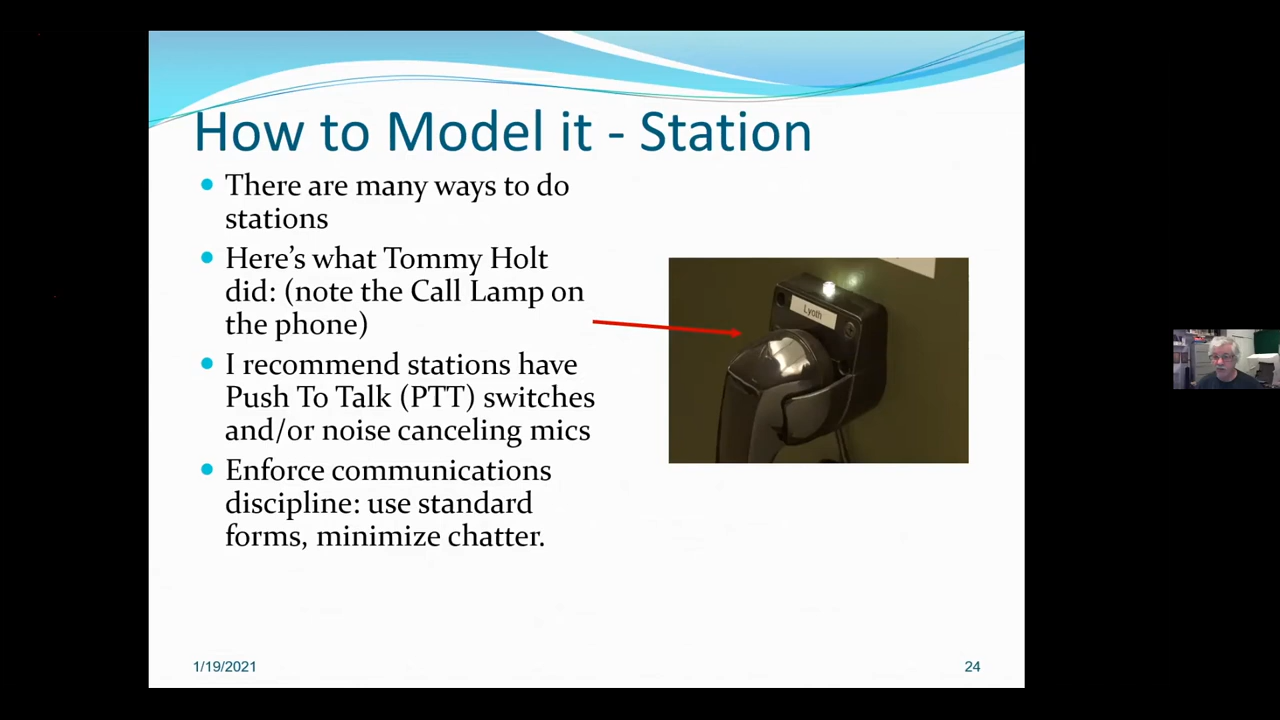 How to Model it - Station
There are many ways to do
stations
Here's what Tommy Holt
did: (note the Call Lamp on
the phone)
Lyoth
I recommend stations have
Push To Talk (PTT) switches
and/or noise canceling mics
Enforce communications
discipline: use standard
forms, minimize chatter.
1/19/2021
24